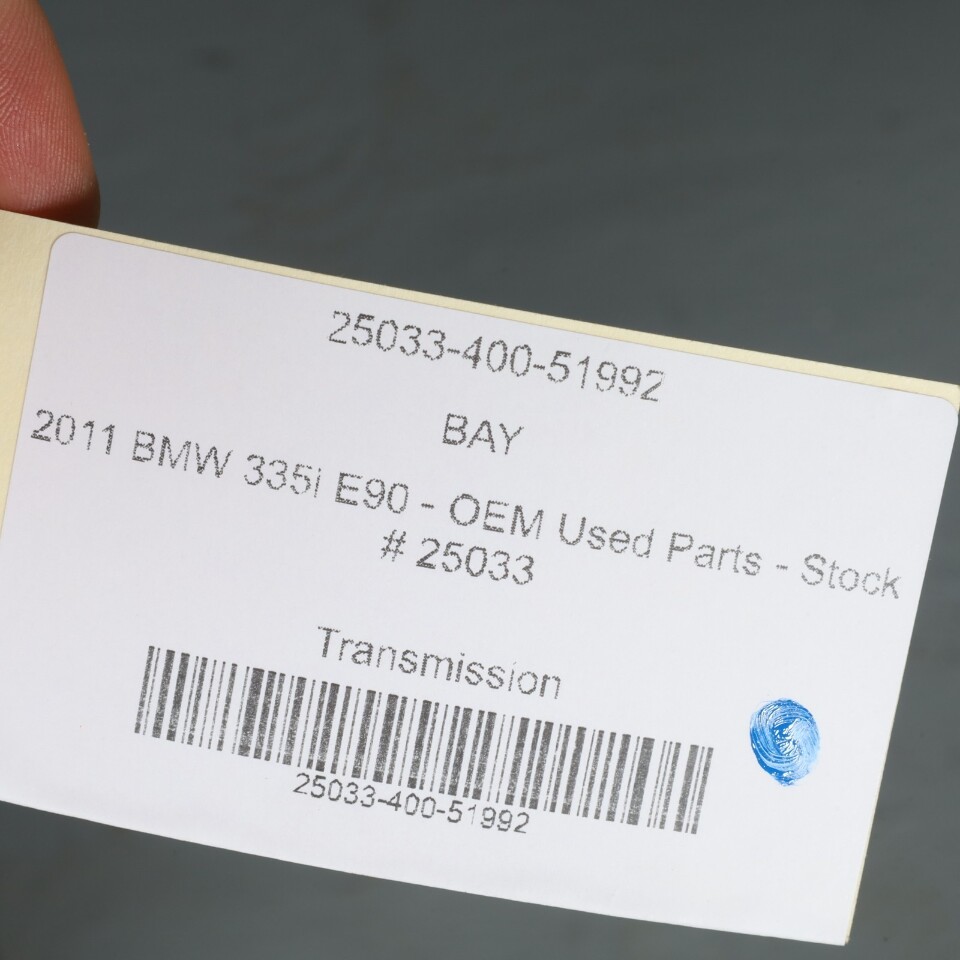 25033-400-51992
BAY
2011 BMW 335i E90 - OEM Used Parts - Stock
# 25033
Transmission
25033-400-51992